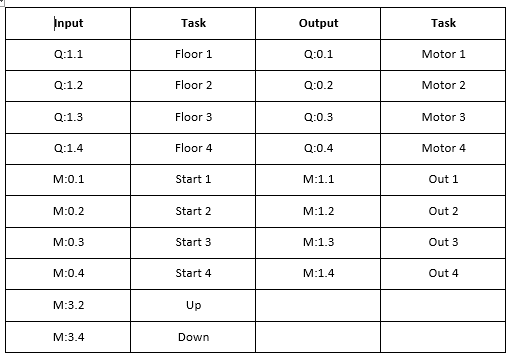 Input Task Output Task
Q:1.1 Floor 1 Q:0.1 Motor 1
Q:1.2 Floor 2 Q:0.2 Motor 2
Q:1.3 Floor 3 Q:0.3 Motor 3
Q:1.4 Floor 4 Q:0.4 Motor 4
M:0.1 Start 1 M:1.1 Out 1
M:0.2 Start 2 M:1.2 Out 2
M:0.3 Start 3 M:1.3 Out 3
M:0.4 Start 4 M:1.4 Out 4
M:3.2 Up
M:3.4 Down